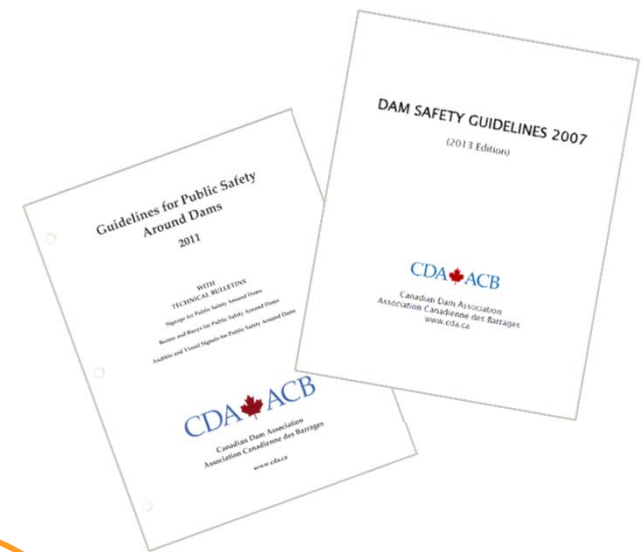 Guidelines for Public Safety
Around Dams
2011
WITH
TECHNICAL BULLETINS
Signage for Public Safety Around Dams
Booms and Buoys for Public Safety Around Dams
Audible and Visual Signals for Public Safety Around Dams
CDA ACB
Canadian Dam Association
Association Canadienne des Barrages
www.cda.ca
DAM SAFETY GUIDELINES 2007
(2013 Edition)
CDA ACB
Canadian Dam Association
Association Canadienne des Barrages
www.cda.ca